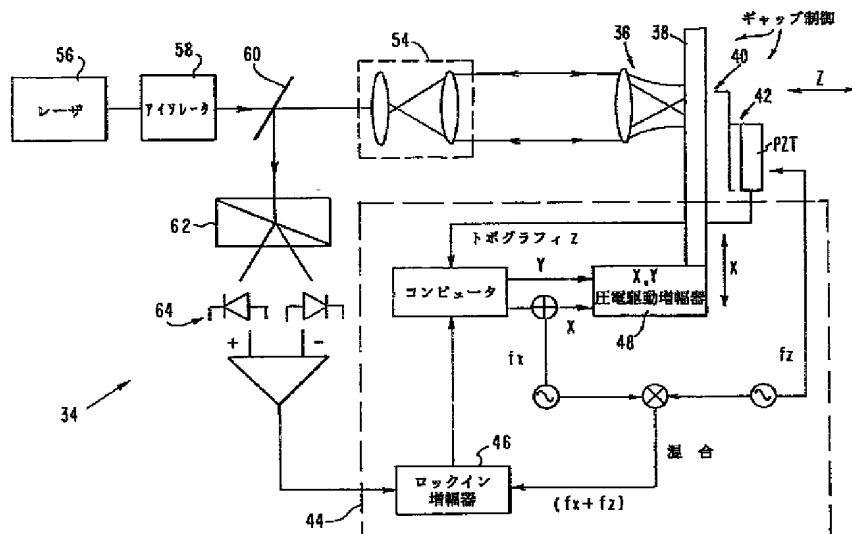 ギャップ制御
56
レーザ
58
アイソレータ
60
54
36
38
40
Z
42
PZT
62
トポグラフィ Z
コンピュータ
Y
X
X,Y
圧電駆動増幅器
48
X
64
+
-
fx
fz
34
混合
46
ロックイン
増幅器
(fx+fz)
44